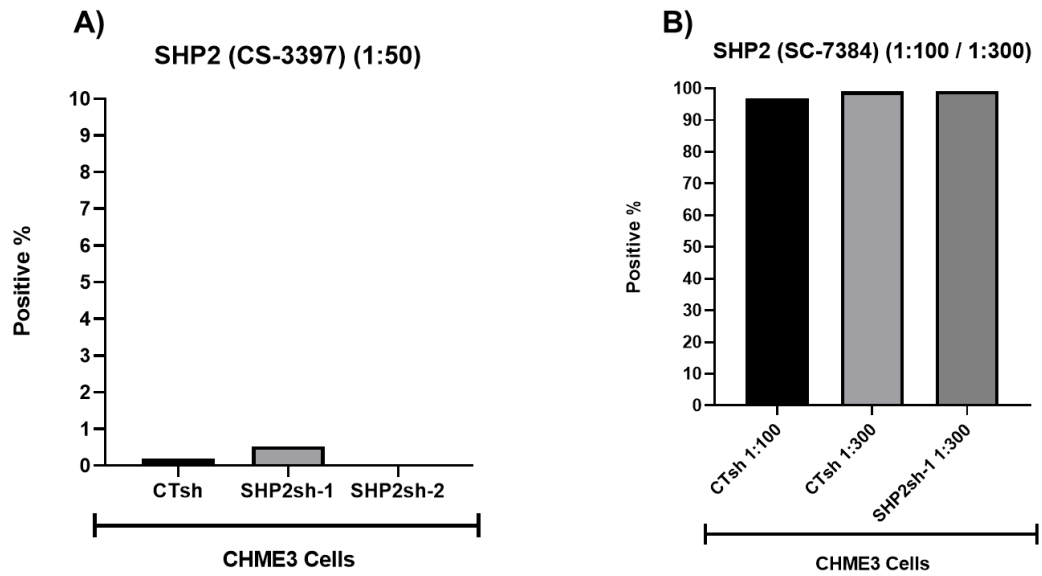 A)
SHP2 (CS-3397) (1:50)
Positive %
10
9
8
7
6
5
4
3
2
1
0
CTsh SHP2sh-1 SHP2sh-2
CHME3 Cells
B)
SHP2 (SC-7384) (1:100 / 1:300)
Positive %
100
90
80
70
60
50
40
30
20
10
0
CTsh 1:100
CTsh 1:300
SHP2sh-1 1:300
CHME3 Cells